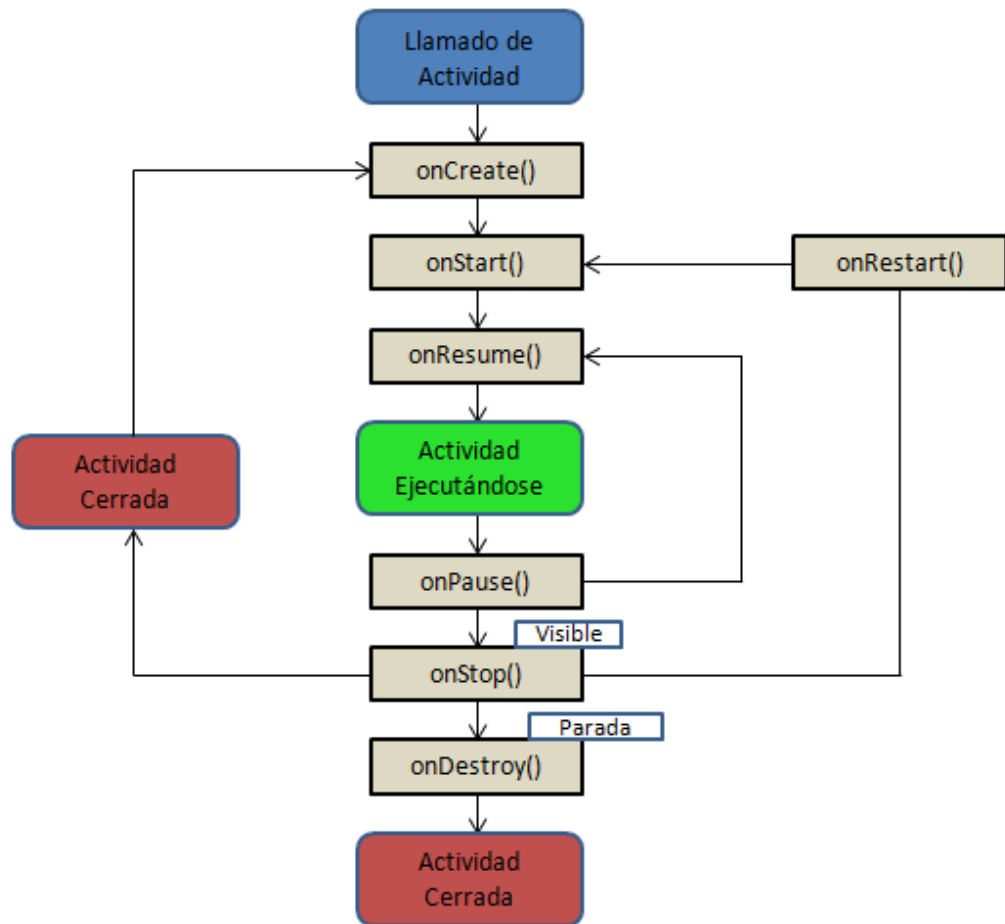 Llamado de
Actividad
onCreate()
onStart()
onRestart()
onResume()
Actividad
Ejecutándose
Actividad
Cerrada
onPause()
Visible
onStop()
Parada
onDestroy()
Actividad
Cerrada